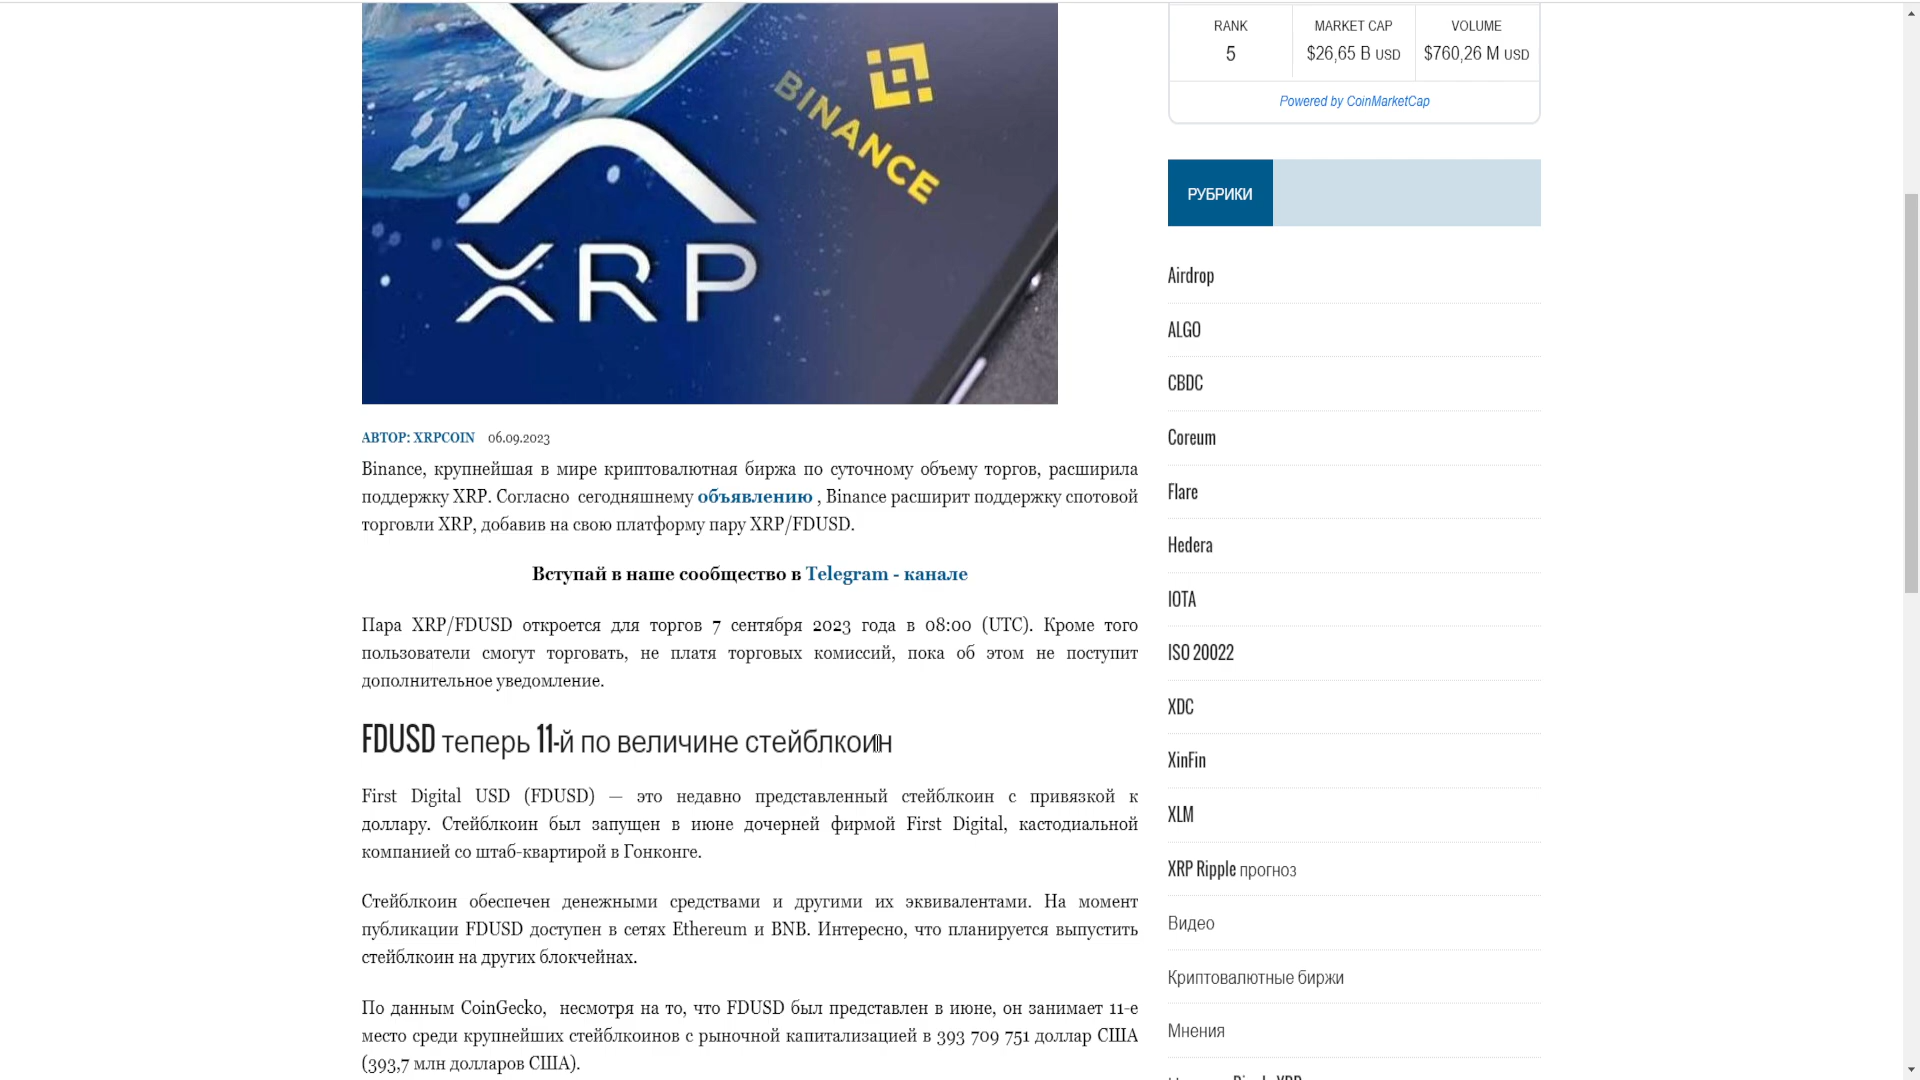 BINANCE
XRP
АВТОР: XRPCOIN 06.09.2023
Binance, крупнейшая в мире криптовалютная биржа по суточному объему торгов, расширила
поддержку XRP. Согласно сегодняшнему объявлению , Binance расширит поддержку спотовой
торговли XRP, добавив на свою платформу пару XRP/FDUSD.
Вступай в наше сообщество в Telegram - канале
Пара XRP/FDUSD откроется для торгов 7 сентября 2023 года в 08:00 (UTC). Кроме того
пользователи смогут торговать, не платя торговых комиссий, пока об этом не поступит
дополнительное уведомление.
FDUSD теперь 11-й по величине стейблкоин
First Digital USD (FDUSD) — это недавно представленный стейблкоин с привязкой к
доллару. Стейблкоин был запущен в июне дочерней фирмой First Digital, кастодиальной
компанией со штаб-квартирой в Гонконге.
Стейблкоин обеспечен денежными средствами и другими их эквивалентами. На момент
публикации FDUSD доступен в сетях Ethereum и BNB. Интересно, что планируется выпустить
стейблкоин на других блокчейнах.
По данным CoinGecko, несмотря на то, что FDUSD был представлен в июне, он занимает 11-е
место среди крупнейших стейблкоинов с рыночной капитализацией в 393 709 751 доллар США
(393,7 млн долларов США).
RANK MARKET CAP VOLUME
5 $26,65 B USD $760,26 M USD
Powered by CoinMarketCap
РУБРИКИ
Airdrop
ALGO
CBDC
Coreum
Flare
Hedera
IOTA
ISO 20022
XDC
XinFin
XLM
XRP Ripple прогноз
Видео
Криптовалютные биржи
Мнения